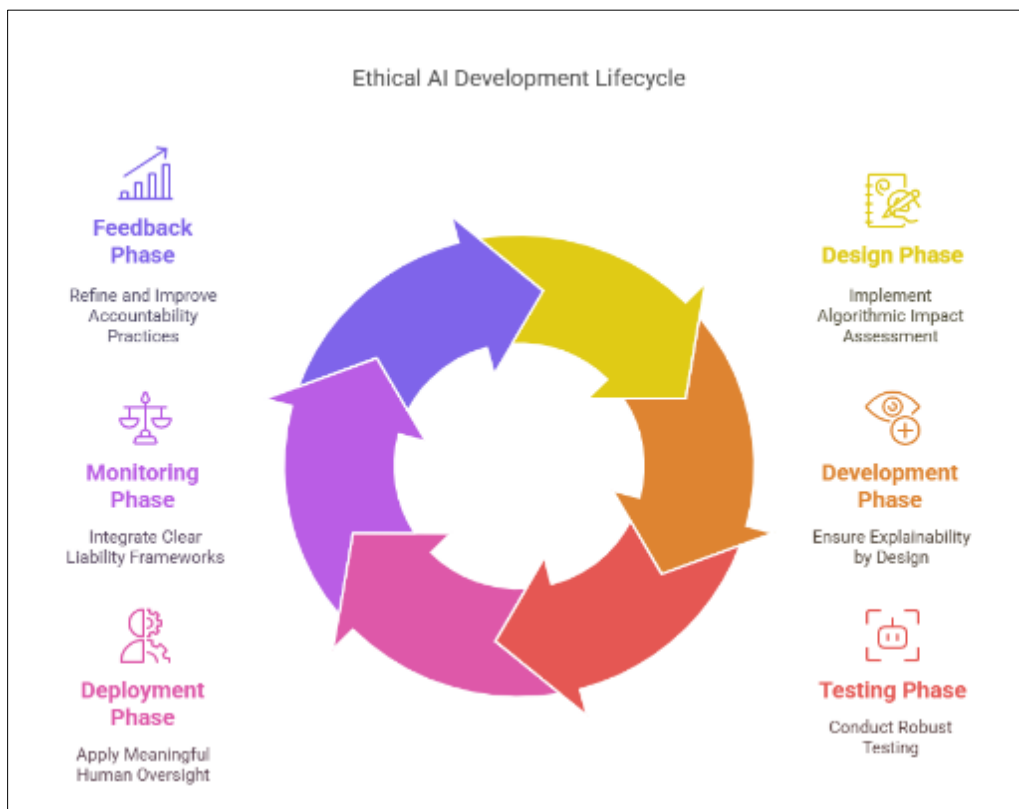 Ethical AI Development Lifecycle
Feedback
Phase
Refine and Improve
Accountability
Practices
Design Phase
Implement
Algorithmic Impact
Assessment
Monitoring
Phase
Integrate Clear
Liability Frameworks
Development
Phase
Ensure Explainability
by Design
Deployment
Phase
Apply Meaningful
Human Oversight
Testing Phase
Conduct Robust
Testing